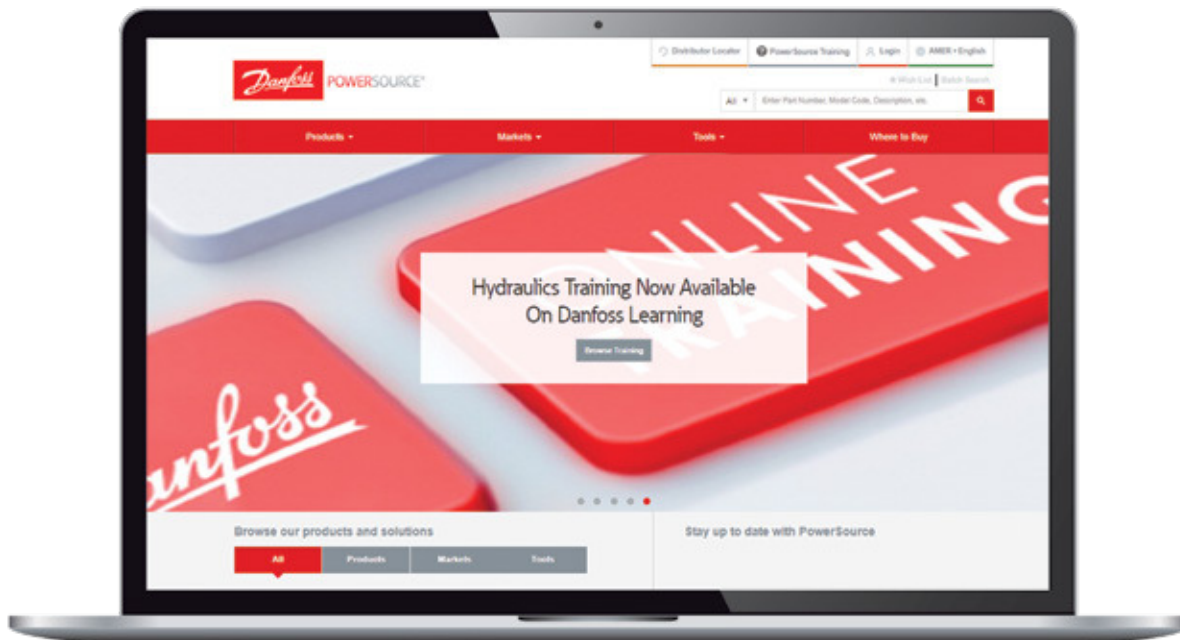 Distributor Locator
PowerSource Training
Login
AMER • English
Danfoss POWERSOURCE®
Wish List | Batch Search
All
Enter Part Number, Model Code, Description, etc.
Products
Markets
Tools
Where to Buy
ONLINE
TRAINING
Hydraulics Training Now Available
On Danfoss Learning
Browse Training
Danfoss
Browse our products and solutions
Stay up to date with PowerSource
All
Products
Markets
Tools